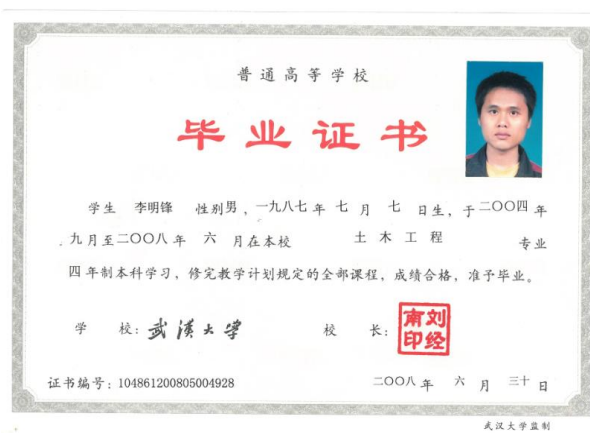 普通高等学校
毕业证书
学生 李明锋 性别男，一九八七年 七 月 七 日生，于二〇〇四年
九月至二〇〇八年 六 月在本校 土木工程 专业
四年制本科学习，修完教学计划规定的全部课程，成绩合格，准予毕业。
学 校：武漢大学 校 长：刘经南印
证书编号：104861200805004928 二〇〇八年 六 月 三十 日
武汉大学监制